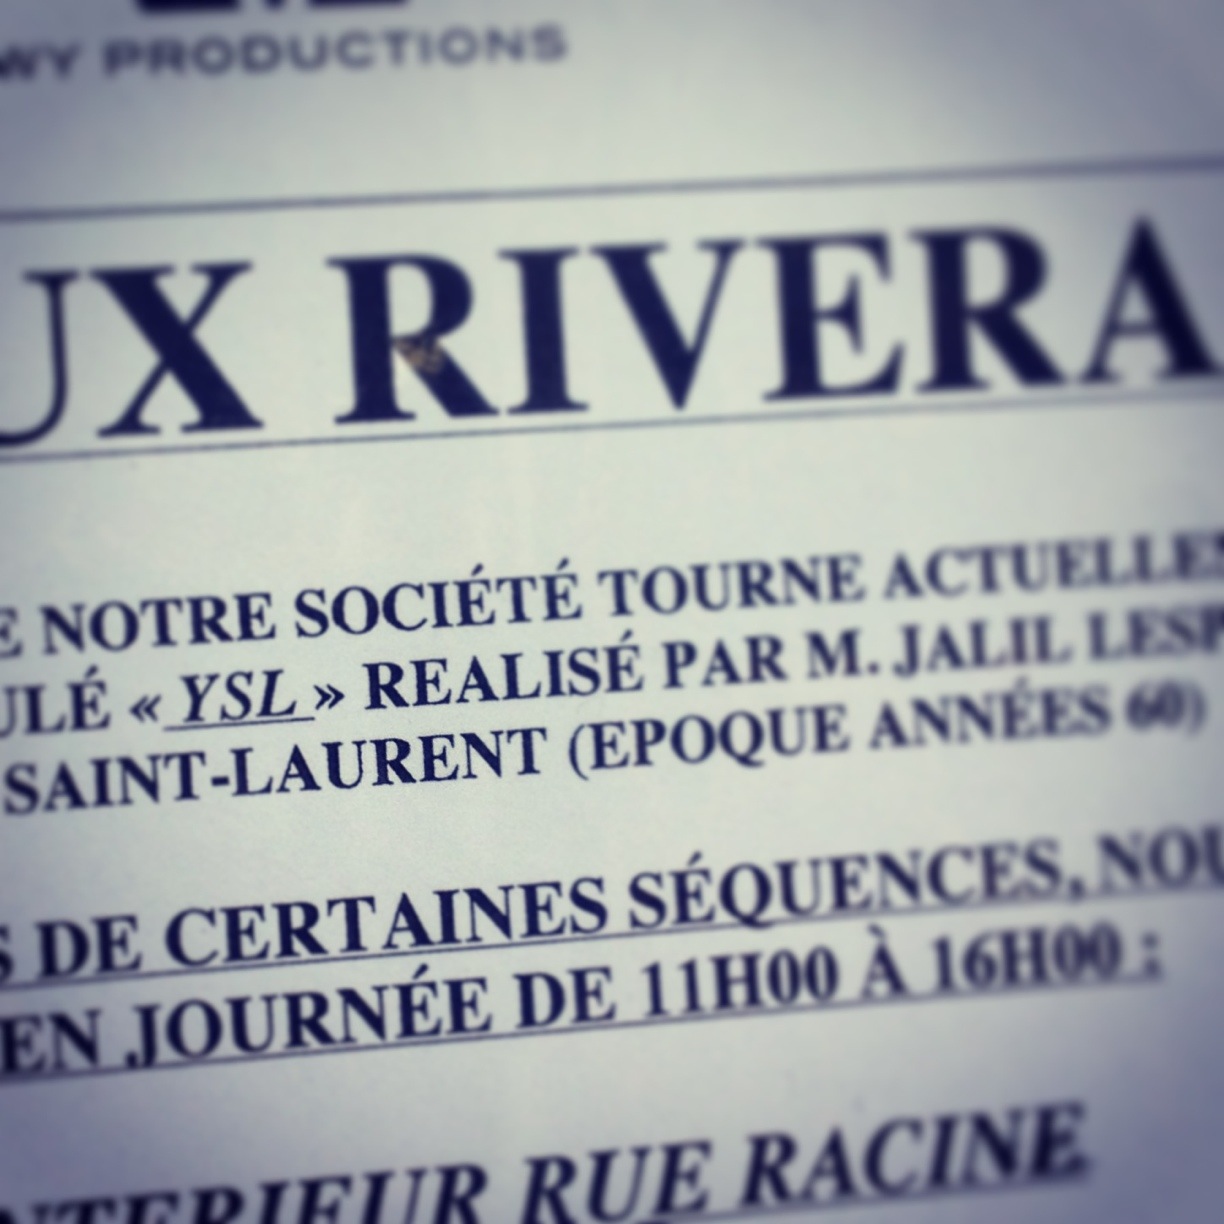 WY PRODUCTIONS
UX RIVERA
E NOTRE SOCIÉTÉ TOURNE ACTUELLE
ULÉ « YSL » REALISÉ PAR M. JALIL LESP
SAINT-LAURENT (EPOQUE ANNÉES 60)
S DE CERTAINES SÉQUENCES, NOU
EN JOURNÉE DE 11H00 À 16H00 :
NTERIEUR RUE RACINE